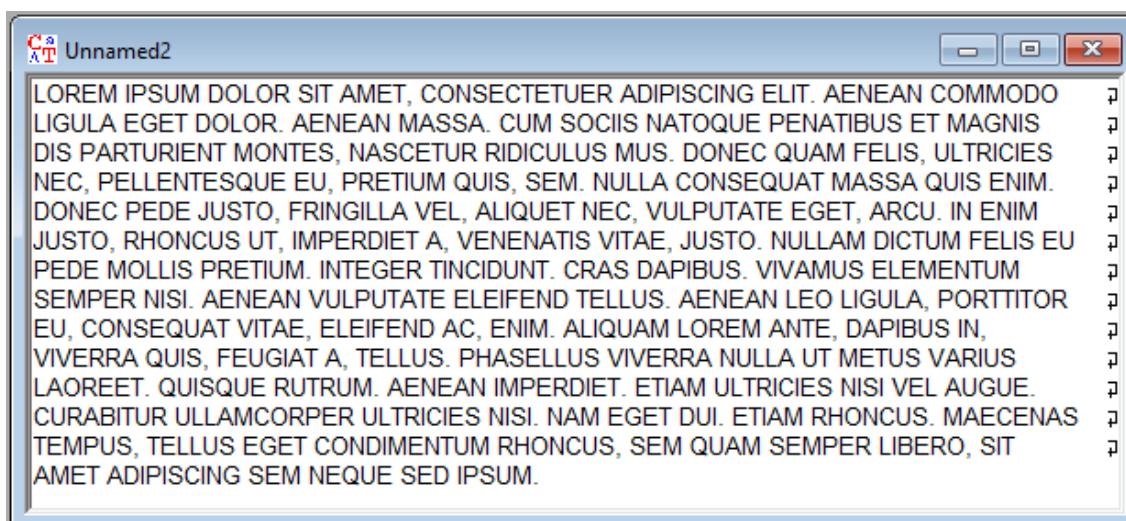 Unnamed2
LOREM IPSUM DOLOR SIT AMET, CONSECTETUER ADIPISCING ELIT. AENEAN COMMODO
LIGULA EGET DOLOR. AENEAN MASSA. CUM SOCIIS NATOQUE PENATIBUS ET MAGNIS
DIS PARTURIENT MONTES, NASCETUR RIDICULUS MUS. DONEC QUAM FELIS, ULTRICIES
NEC, PELLENTESQUE EU, PRETIUM QUIS, SEM. NULLA CONSEQUAT MASSA QUIS ENIM.
DONEC PEDE JUSTO, FRINGILLA VEL, ALIQUET NEC, VULPUTATE EGET, ARCU. IN ENIM
JUSTO, RHONCUS UT, IMPERDIET A, VENENATIS VITAE, JUSTO. NULLAM DICTUM FELIS EU
PEDE MOLLIS PRETIUM. INTEGER TINCIDUNT. CRAS DAPIBUS. VIVAMUS ELEMENTUM
SEMPER NISI. AENEAN VULPUTATE ELEIFEND TELLUS. AENEAN LEO LIGULA, PORTTITOR
EU, CONSEQUAT VITAE, ELEIFEND AC, ENIM. ALIQUAM LOREM ANTE, DAPIBUS IN,
VIVERRA QUIS, FEUGIAT A, TELLUS. PHASELLUS VIVERRA NULLA UT METUS VARIUS
LAOREET. QUISQUE RUTRUM. AENEAN IMPERDIET. ETIAM ULTRICIES NISI VEL AUGUE.
CURABITUR ULLAMCORPER ULTRICIES NISI. NAM EGET DUI. ETIAM RHONCUS. MAECENAS
TEMPUS, TELLUS EGET CONDIMENTUM RHONCUS, SEM QUAM SEMPER LIBERO, SIT
AMET ADIPISCING SEM NEQUE SED IPSUM.